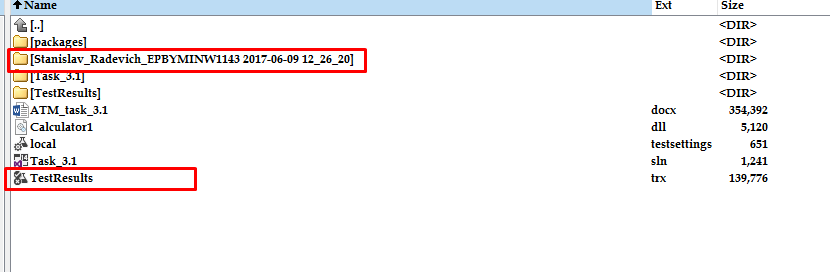 Name Ext Size
[..] <DIR>
[packages] <DIR>
[Stanislav_Radevich_EPBYMINW1143 2017-06-09 12_26_20] <DIR>
[Task_3.1] <DIR>
[TestResults] <DIR>
ATM_task_3.1 docx 354,392
Calculator1 dll 5,120
local testsettings 651
Task_3.1 sln 1,241
TestResults trx 139,776